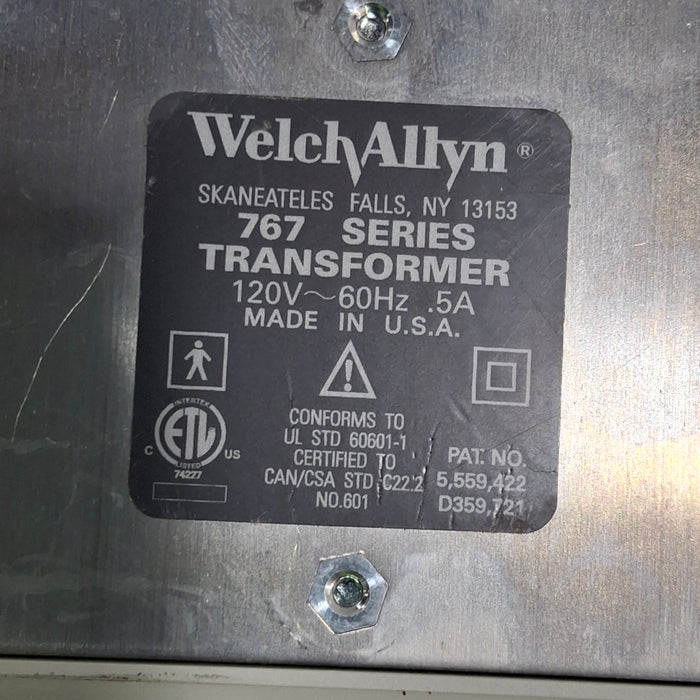 WelchAllyn®
SKANEATELES FALLS, NY 13153
767 SERIES
TRANSFORMER
120V~60Hz .5A
MADE IN U.S.A.
INTERTEK
C ETL US
LISTED
74227
CONFORMS TO
UL STD 60601-1
CERTIFIED TO
CAN/CSA STD C22.2
NO.601
PAT. NO.
5,559,422
D359,721